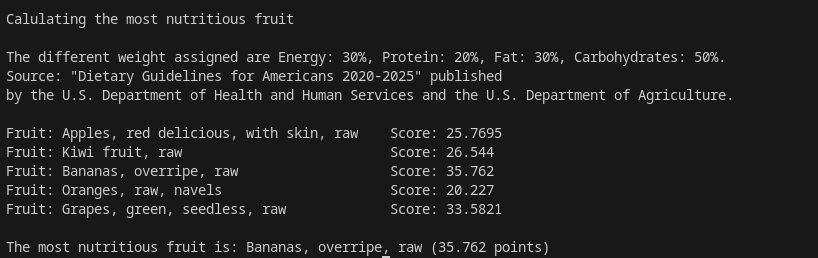 Calulating the most nutritious fruit
The different weight assigned are Energy: 30%, Protein: 20%, Fat: 30%, Carbohydrates: 50%.
Source: "Dietary Guidelines for Americans 2020-2025" published
by the U.S. Department of Health and Human Services and the U.S. Department of Agriculture.
Fruit: Apples, red delicious, with skin, raw    Score: 25.7695
Fruit: Kiwi fruit, raw    Score: 26.544
Fruit: Bananas, overripe, raw    Score: 35.762
Fruit: Oranges, raw, navels    Score: 20.227
Fruit: Grapes, green, seedless, raw    Score: 33.5821
The most nutritious fruit is: Bananas, overripe, raw (35.762 points)